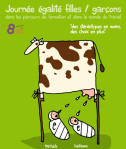 Journée égalité filles / garçons
dans les parcours de formation et dans le monde du travail
8
"des stéréotypes en moins,
des choix en plus"